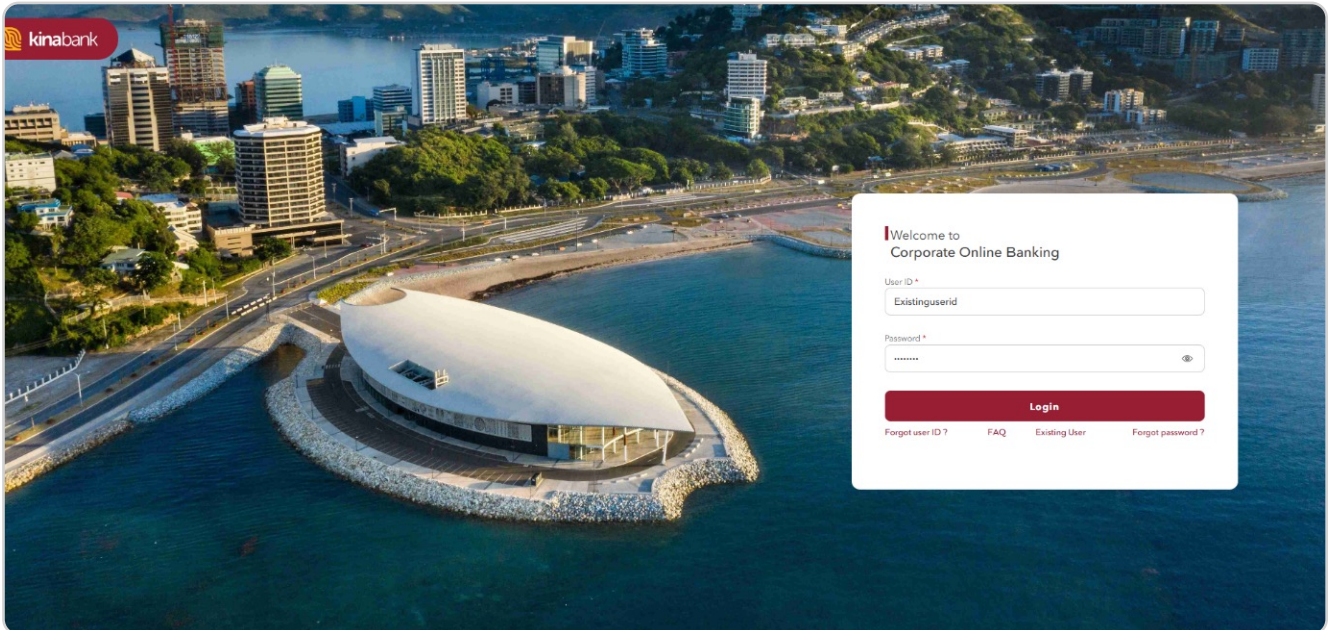 kinabank
Welcome to
Corporate Online Banking
User ID *
Existinguserid
Password *
........
Login
Forgot user ID ? FAQ Existing User Forgot password ?